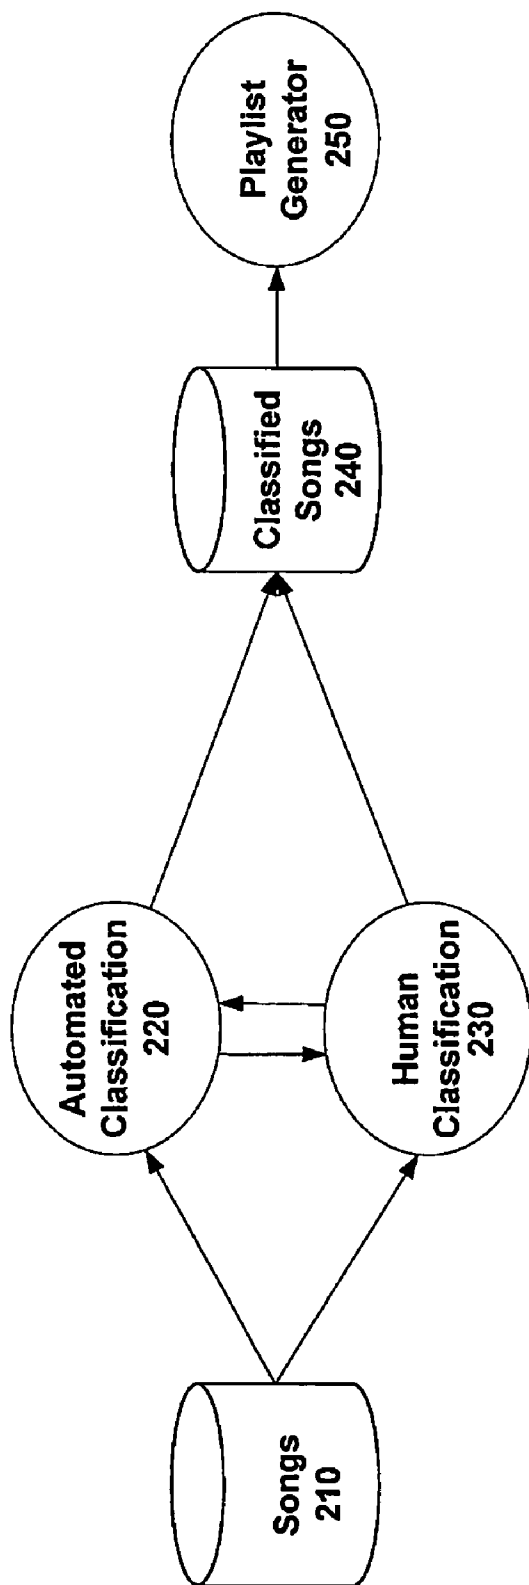 Songs
210
Automated
Classification
220
Human
Classification
230
Classified
Songs
240
Playlist
Generator
250